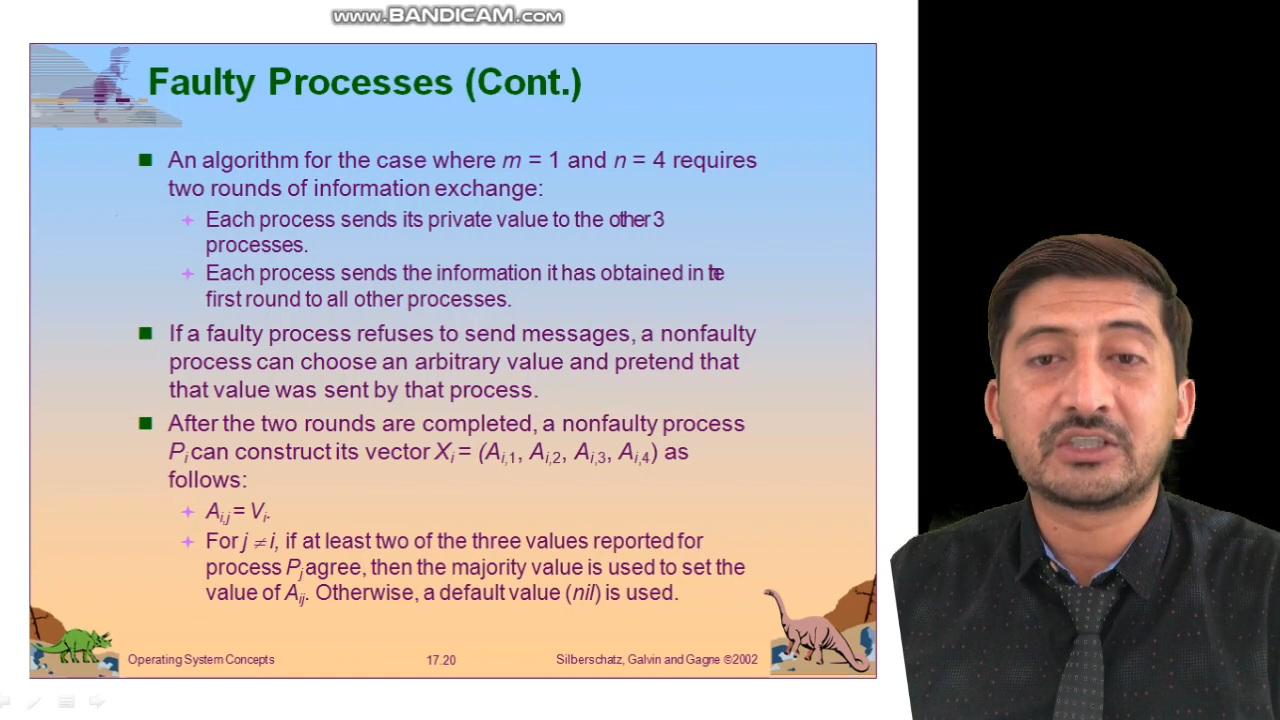 www.BANDICAM.com
Faulty Processes (Cont.)
An algorithm for the case where m = 1 and n = 4 requires
two rounds of information exchange:
Each process sends its private value to the other 3
processes.
Each process sends the information it has obtained in the
first round to all other processes.
If a faulty process refuses to send messages, a nonfaulty
process can choose an arbitrary value and pretend that
that value was sent by that process.
After the two rounds are completed, a nonfaulty process
Pi can construct its vector Xi = (Ai,1, Ai,2, Ai,3, Ai,4) as
follows:
Ai,j = Vi.
For j ≠ i, if at least two of the three values reported for
process Pj agree, then the majority value is used to set the
value of Aij. Otherwise, a default value (nil) is used.
Operating System Concepts
17.20
Silberschatz, Galvin and Gagne ©2002